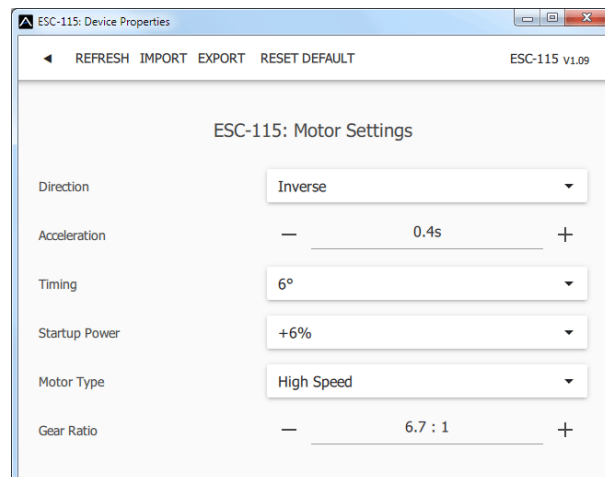 ESC-115: Device Properties
REFRESH IMPORT EXPORT RESET DEFAULT ESC-115 V1.09
ESC-115: Motor Settings
Direction Inverse
Acceleration 0.4s
Timing 6°
Startup Power +6%
Motor Type High Speed
Gear Ratio 6.7 : 1